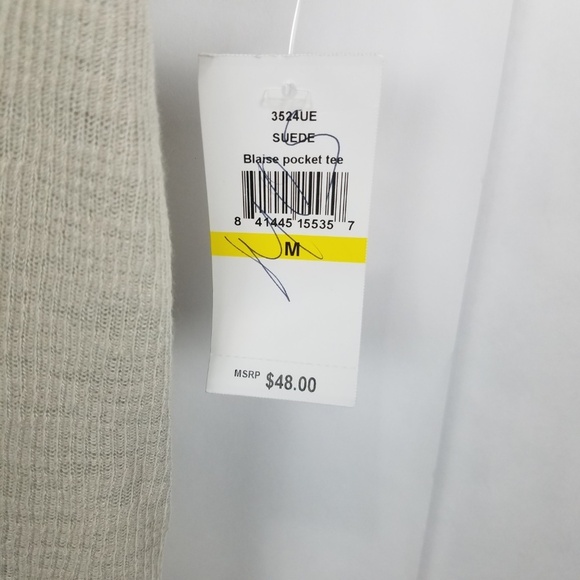 3524UE
SUEDE
Blaise pocket tee
8 41445 15535 7
M
MSRP $48.00